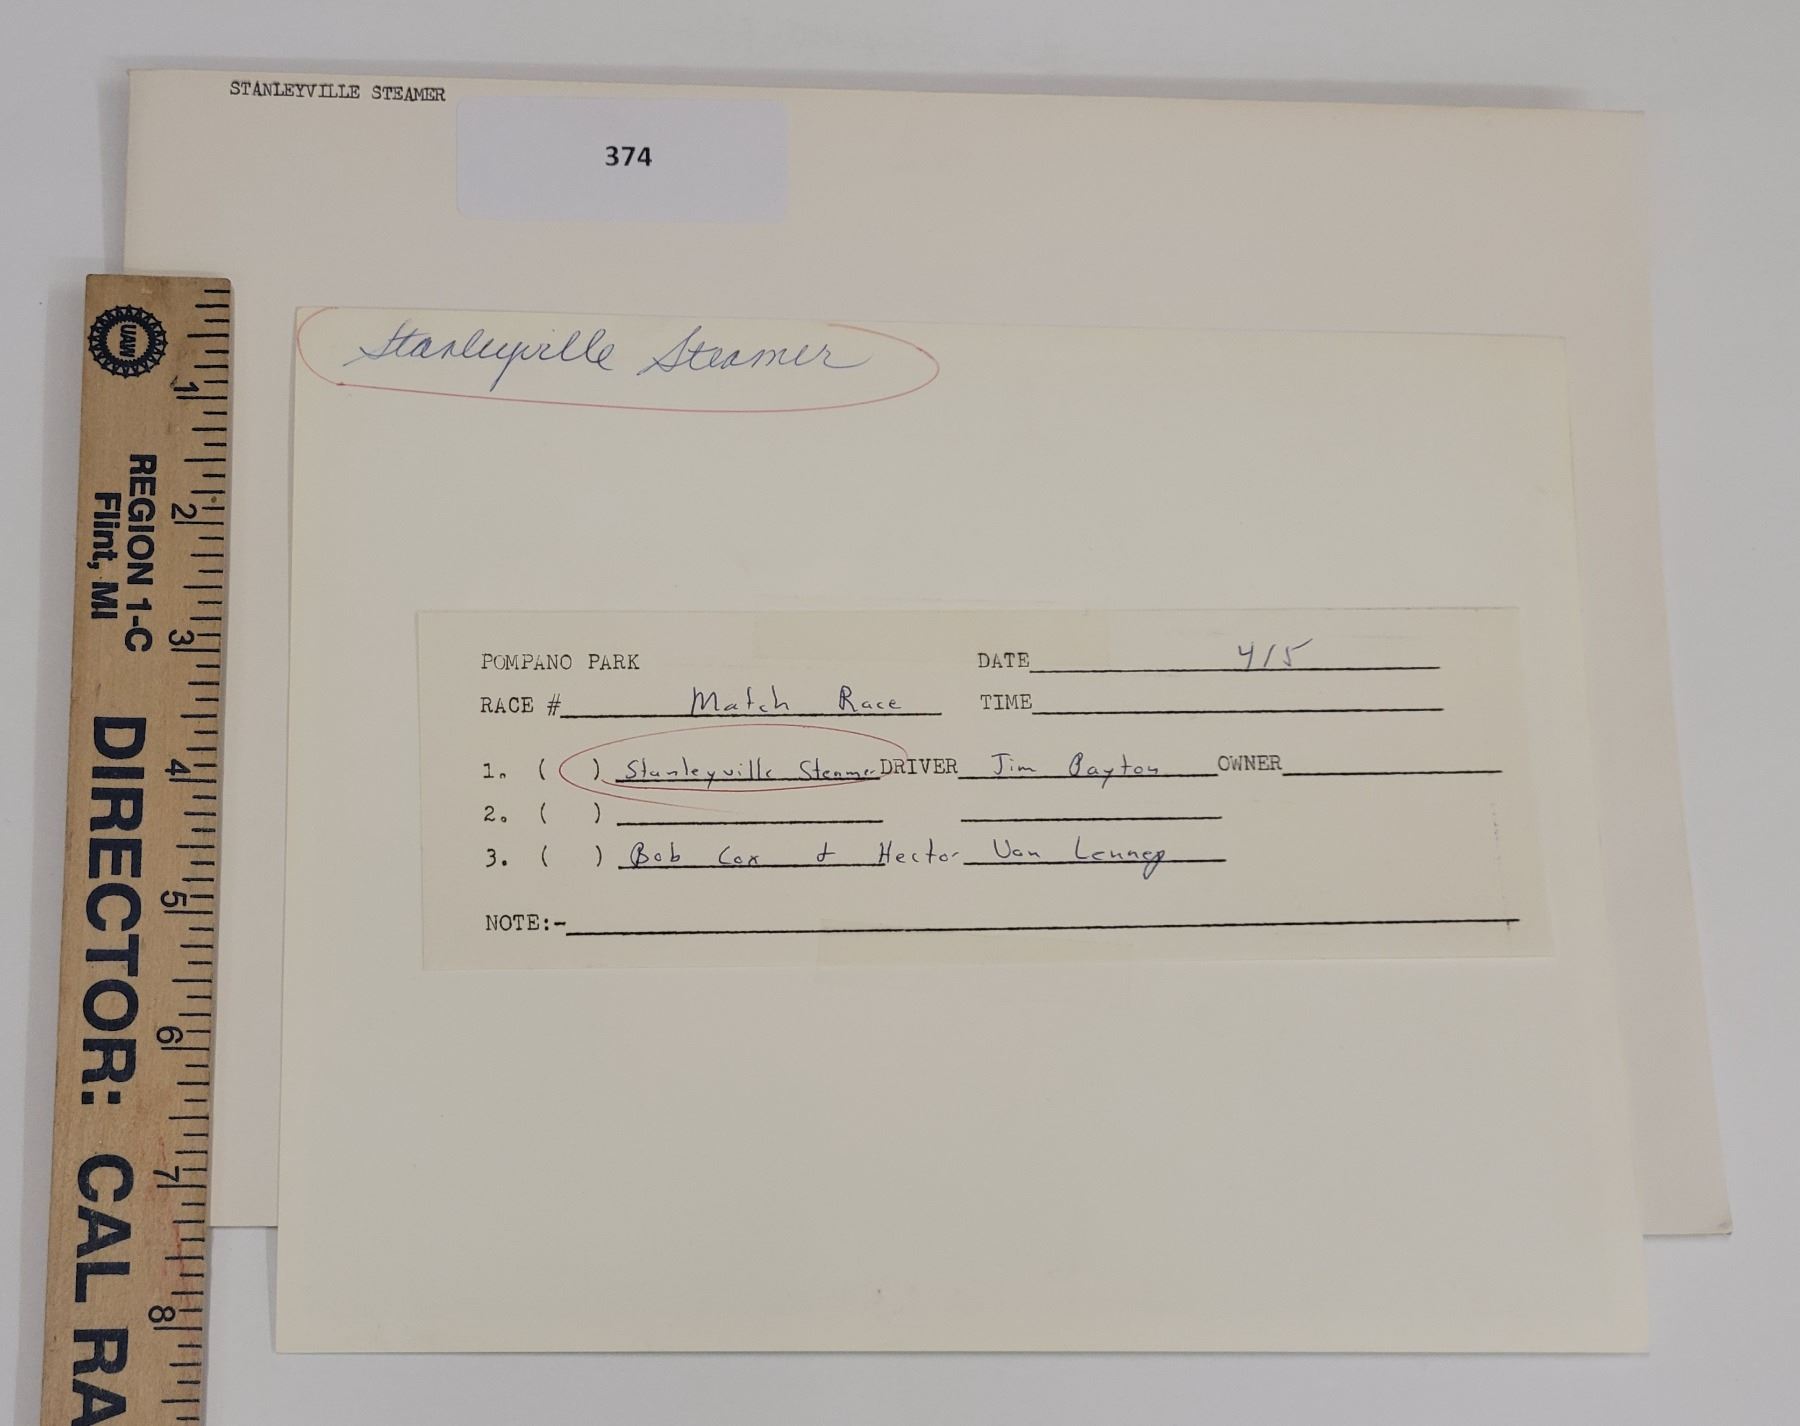 STANLEYVILLE STEAMER
374
Stanleyville Steamer
POMPANO PARK DATE 4/5
RACE # Match Race TIME
1. ( ) Stanleyville Steamer DRIVER Jim Payton OWNER
2. ( )
3. ( ) Bob Cox & Hector Van Lennep
NOTE:-
UAW
REGION 1-C
Flint, MI
DIRECTOR: CAL RA
1
2
3
4
5
6
7
8